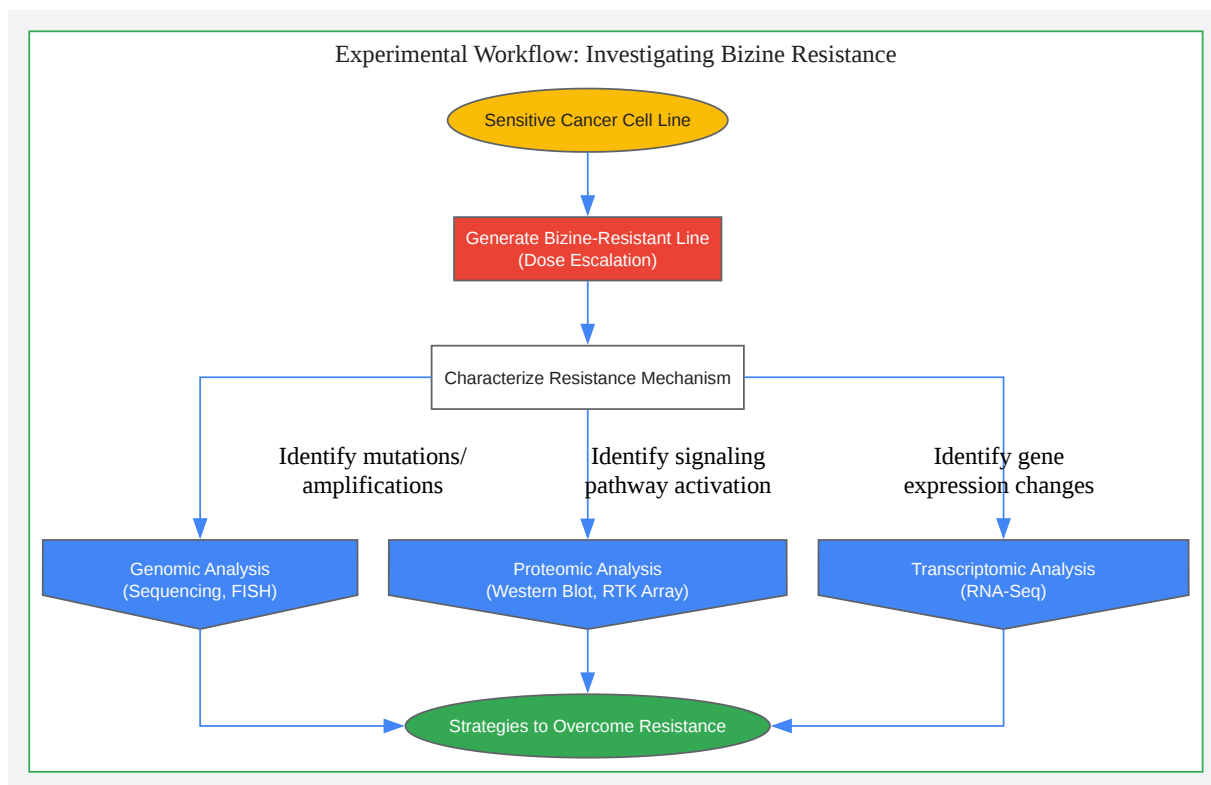 Experimental Workflow: Investigating Bizine Resistance
Sensitive Cancer Cell Line
Generate Bizine-Resistant Line
(Dose Escalation)
Characterize Resistance Mechanism
Identify mutations/
amplifications
Identify signaling
pathway activation
Identify gene
expression changes
Genomic Analysis
(Sequencing, FISH)
Proteomic Analysis
(Western Blot, RTK Array)
Transcriptomic Analysis
(RNA-Seq)
Strategies to Overcome Resistance